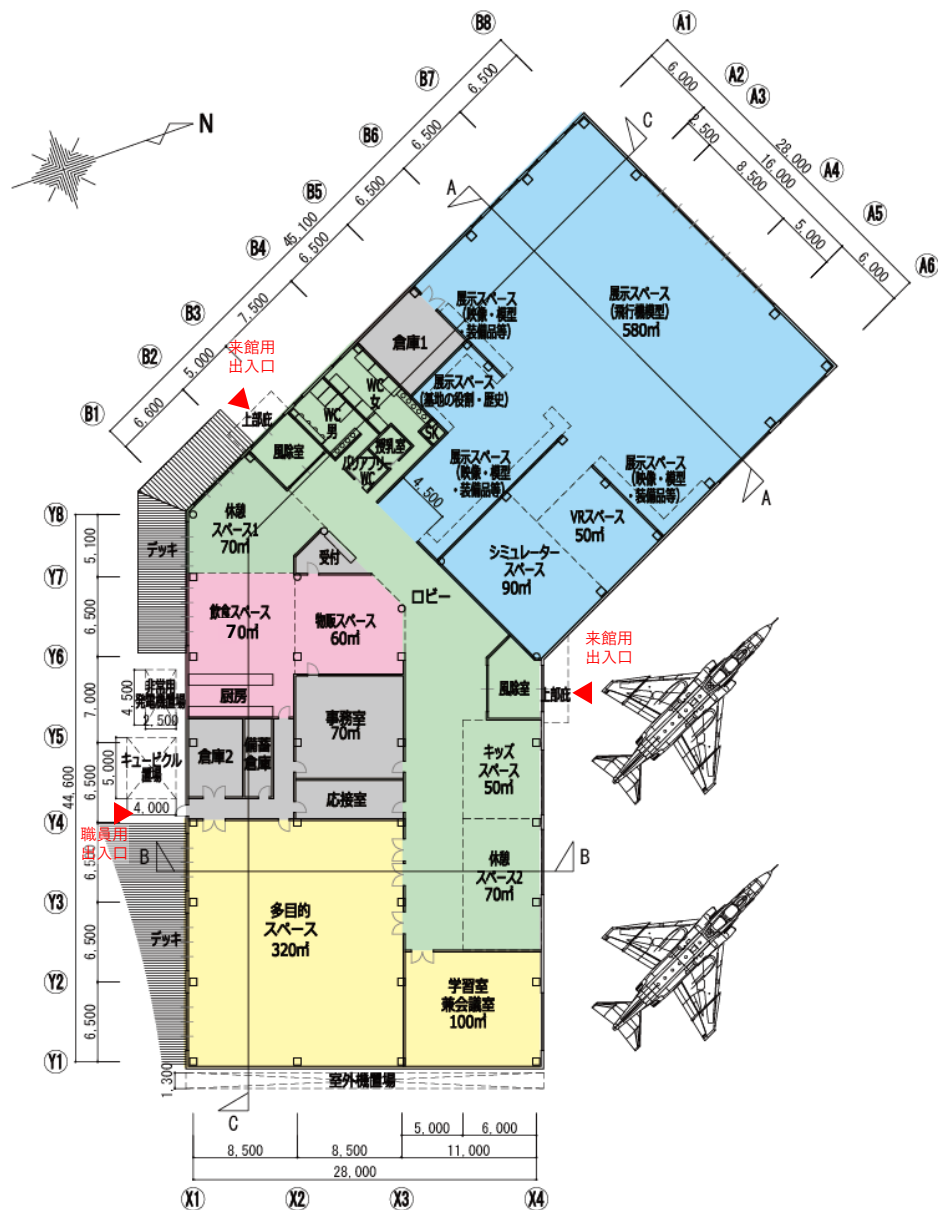 B8
B7
B6
B5
B4
B3
B2
B1
6,500
6,500
6,500
6,500
7,500
5,000
6,600
45,100
A1
A2
A3
A4
A5
A6
6,000
2,500
8,500
5,000
6,000
16,000
28,000
N
C
A
展示スペース
(映像・模型
・装備品等)
展示スペース
(飛行機模型)
580㎡
倉庫1
展示スペース
(基地の役割・歴史)
来館用
出入口
上部庇
風除室
WC
女
WC
男
SK
授乳室
バリアフリー
WC
展示スペース
(映像・模型
・装備品等)
4,500
展示スペース
(映像・模型
・装備品等)
A
VRスペース
50㎡
シミュレーター
スペース
90㎡
休憩
スペース1
70㎡
デッキ
受付
ロビー
飲食スペース
70㎡
物販スペース
60㎡
来館用
出入口
風除室
上部庇
非常用
発電機置場
4,500
2,500
厨房
事務室
70㎡
キュービクル
置場
5,000
4,000
倉庫2
備蓄
倉庫
応接室
キッズ
スペース
50㎡
職員用
出入口
B
B
休憩
スペース2
70㎡
多目的
スペース
320㎡
デッキ
学習室
兼会議室
100㎡
室外機置場
1,300
C
Y8
Y7
Y6
Y5
Y4
Y3
Y2
Y1
5,100
6,500
7,000
6,500
6,500
6,500
6,500
44,600
5,000
6,000
8,500
8,500
11,000
28,000
X1
X2
X3
X4